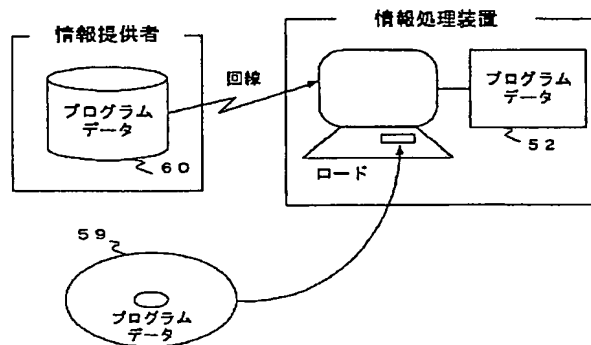 情報提供者
プログラム
データ
60
回線
情報処理装置
プログラム
データ
52
ロード
59
プログラム
データ